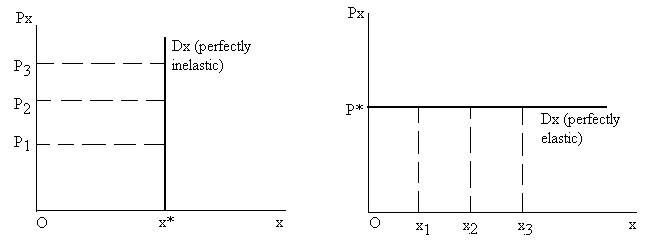 Px
Dx (perfectly
inelastic)
P3
P2
P1
O
x*
x
Px
P*
Dx (perfectly
elastic)
O
x1
x2
x3
x